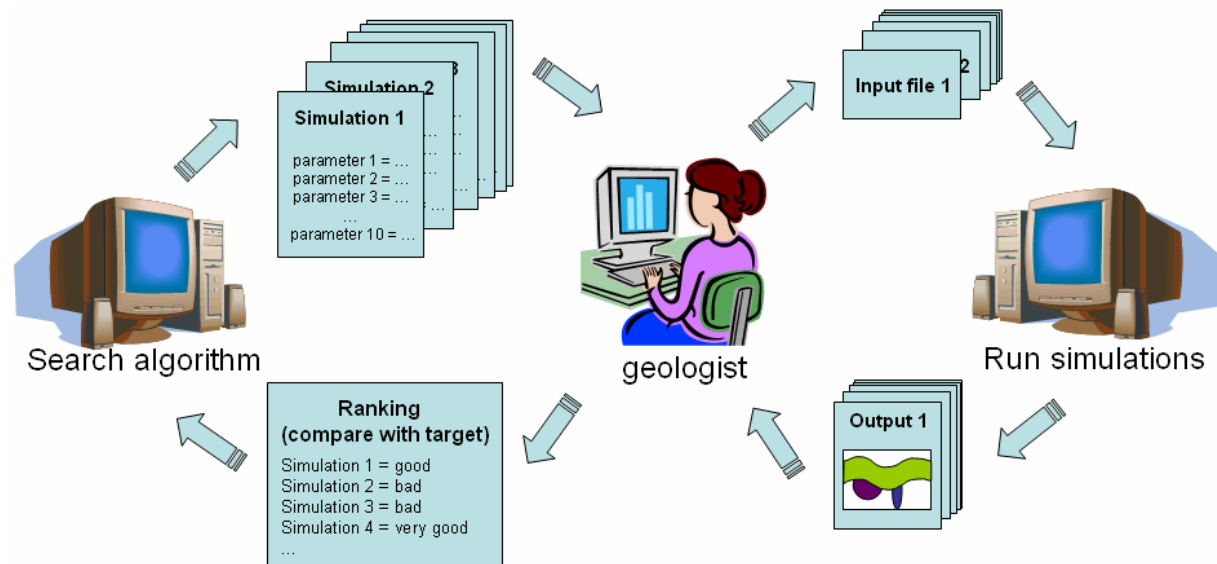 Simulation 1
parameter 1 = ...
parameter 2 = ...
parameter 3 = ...
...
parameter 10 = ...
Simulation 2
3
Input file 1
2
Search algorithm
geologist
Run simulations
Ranking
(compare with target)
Simulation 1 = good
Simulation 2 = bad
Simulation 3 = bad
Simulation 4 = very good
...
Output 1